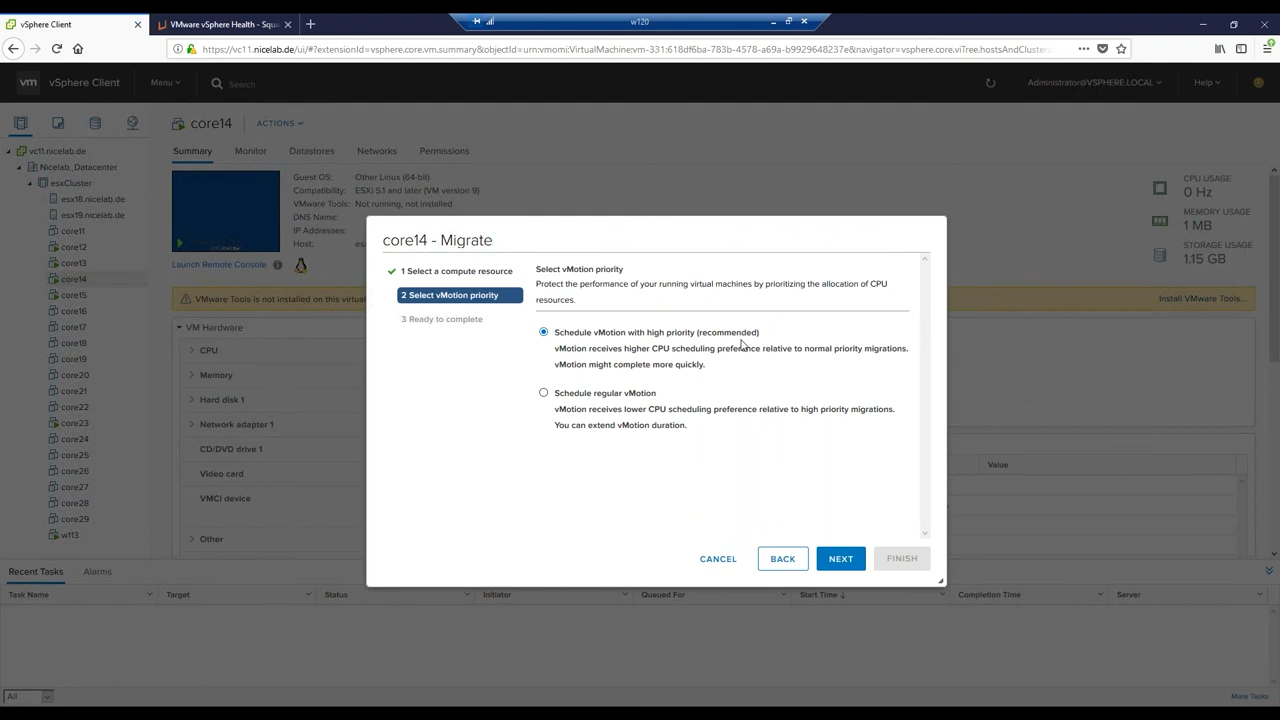 vSphere Client
VMware vSphere Health - Squa
w120
https://vc11.nicelab.de/ui/#?extensionId=vsphere.core.vm.summary&objectId=urn:vmomi:VirtualMachine:vm-331:618df6ba-783b-4578-a69a-b9929648237e&navigator=vsphere.core.viTree.hostsAndCluster
vm vSphere Client Menu Search Administrator@VSPHERE.LOCAL Help
core14 ACTIONS
Summary Monitor Datastores Networks Permissions
vc11.nicelab.de
Nicelab_Datacenter
esxCluster
esx18.nicelab.de
esx19.nicelab.de
core11
core12
core13
core14
core15
core16
core17
core18
core19
core20
core21
core22
core23
core24
core25
core26
core27
core28
core29
w113
Guest OS: Other Linux (64-bit)
Compatibility: ESXi 5.1 and later (VM version 9)
VMware Tools: Not running, not installed
DNS Name:
IP Addresses:
Host:
Launch Remote Console
CPU USAGE
0 Hz
MEMORY USAGE
1 MB
STORAGE USAGE
1.15 GB
VMware Tools is not installed on this virtual
Install VMware Tools...
VM Hardware
CPU
Memory
Hard disk 1
Network adapter 1
CD/DVD drive 1
Video card
VMCI device
Other
Value
core14 - Migrate
1 Select a compute resource
2 Select vMotion priority
3 Ready to complete
Select vMotion priority
Protect the performance of your running virtual machines by prioritizing the allocation of CPU
resources.
Schedule vMotion with high priority (recommended)
vMotion receives higher CPU scheduling preference relative to normal priority migrations.
vMotion might complete more quickly.
Schedule regular vMotion
vMotion receives lower CPU scheduling preference relative to high priority migrations.
You can extend vMotion duration.
CANCEL BACK NEXT FINISH
Recent Tasks Alarms
Task Name Target Status Initiator Queued For Start Time Completion Time Server
All
More Tasks